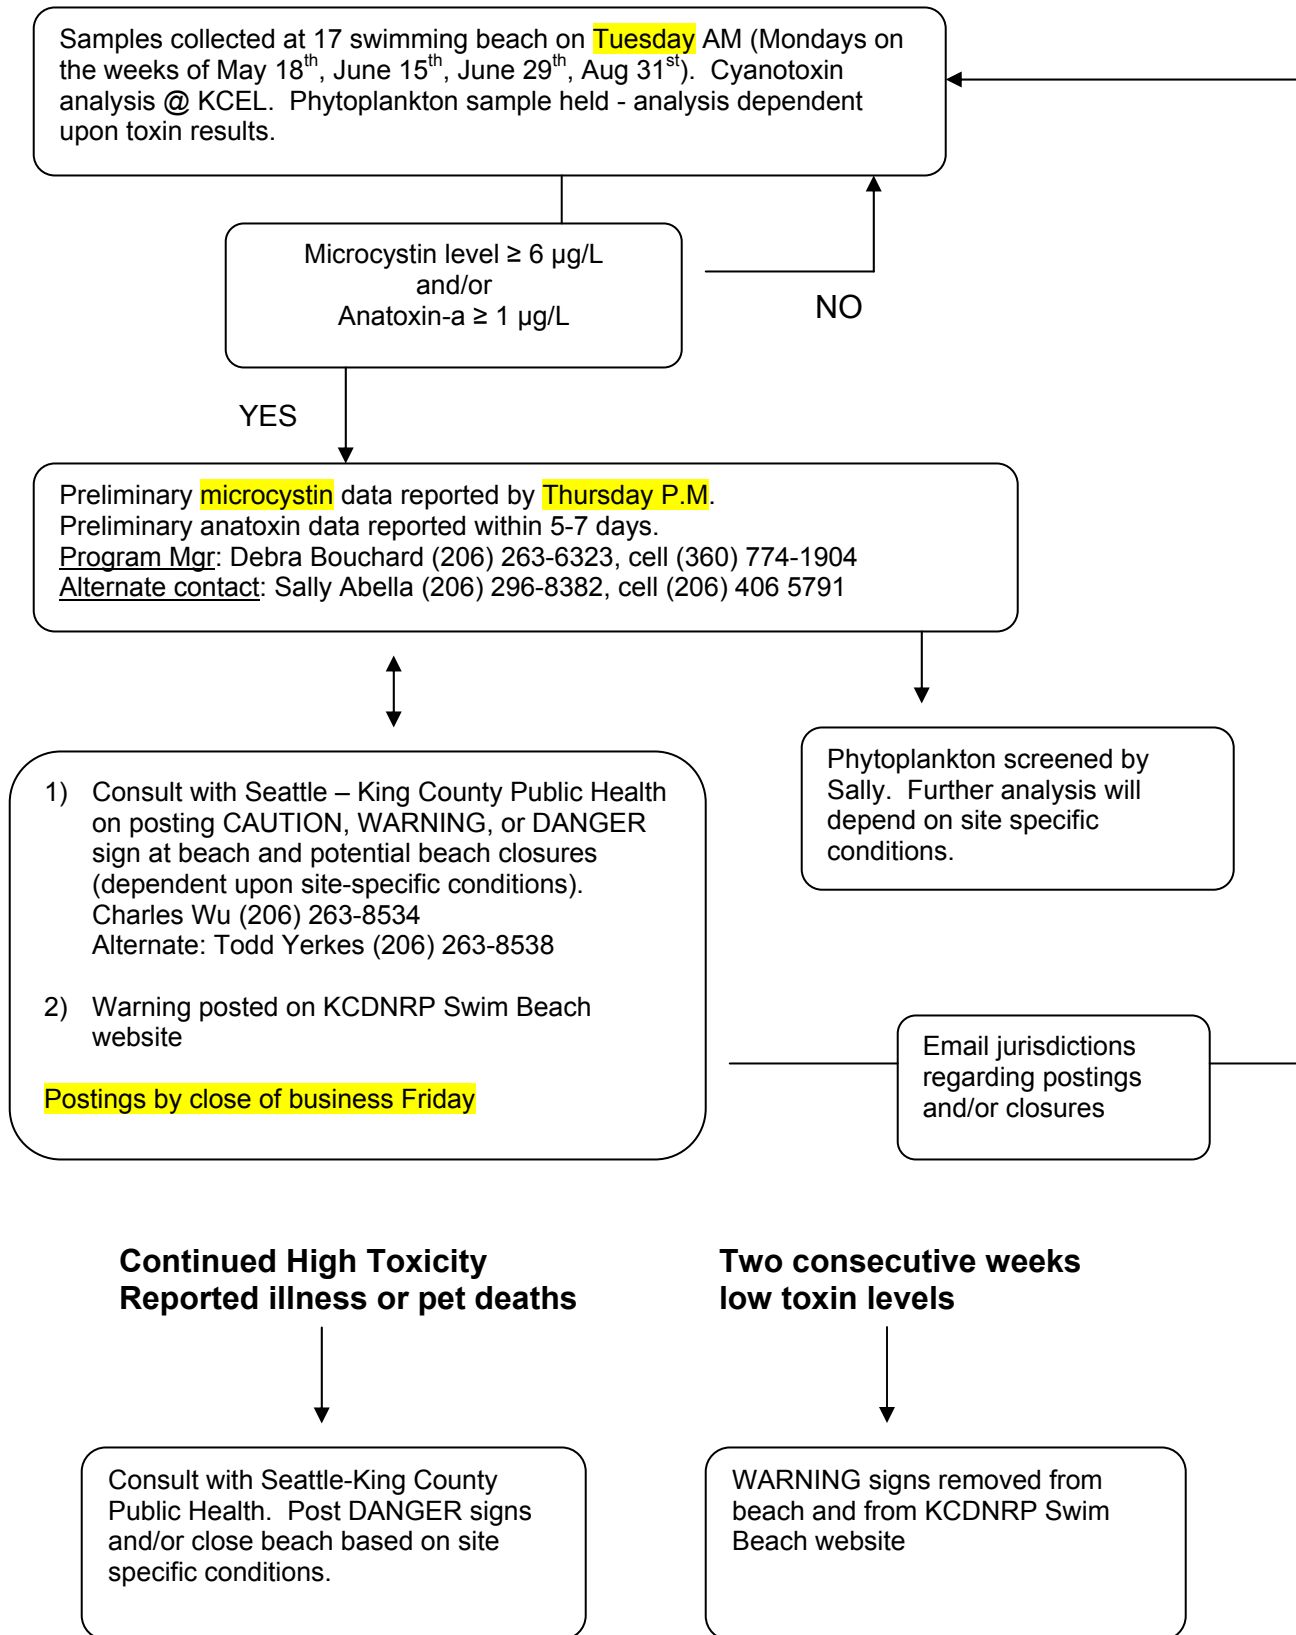 Samples collected at 17 swimming beach on Tuesday AM (Mondays on
the weeks of May 18th, June 15th, June 29th, Aug 31st).  Cyanotoxin
analysis @ KCEL.  Phytoplankton sample held - analysis dependent
upon toxin results.
Microcystin level ≥ 6 µg/L
and/or
Anatoxin-a ≥ 1 µg/L
NO
YES
Preliminary microcystin data reported by Thursday P.M.
Preliminary anatoxin data reported within 5-7 days.
Program Mgr: Debra Bouchard (206) 263-6323, cell (360) 774-1904
Alternate contact: Sally Abella (206) 296-8382, cell (206) 406 5791
Phytoplankton screened by
Sally.  Further analysis will
depend on site specific
conditions.
1) Consult with Seattle – King County Public Health
on posting CAUTION, WARNING, or DANGER
sign at beach and potential beach closures
(dependent upon site-specific conditions).
Charles Wu (206) 263-8534
Alternate: Todd Yerkes (206) 263-8538
2) Warning posted on KCDNRP Swim Beach
website
Postings by close of business Friday
Email jurisdictions
regarding postings
and/or closures
Continued High Toxicity
Reported illness or pet deaths
Two consecutive weeks
low toxin levels
Consult with Seattle-King County
Public Health.  Post DANGER signs
and/or close beach based on site
specific conditions.
WARNING signs removed from
beach and from KCDNRP Swim
Beach website